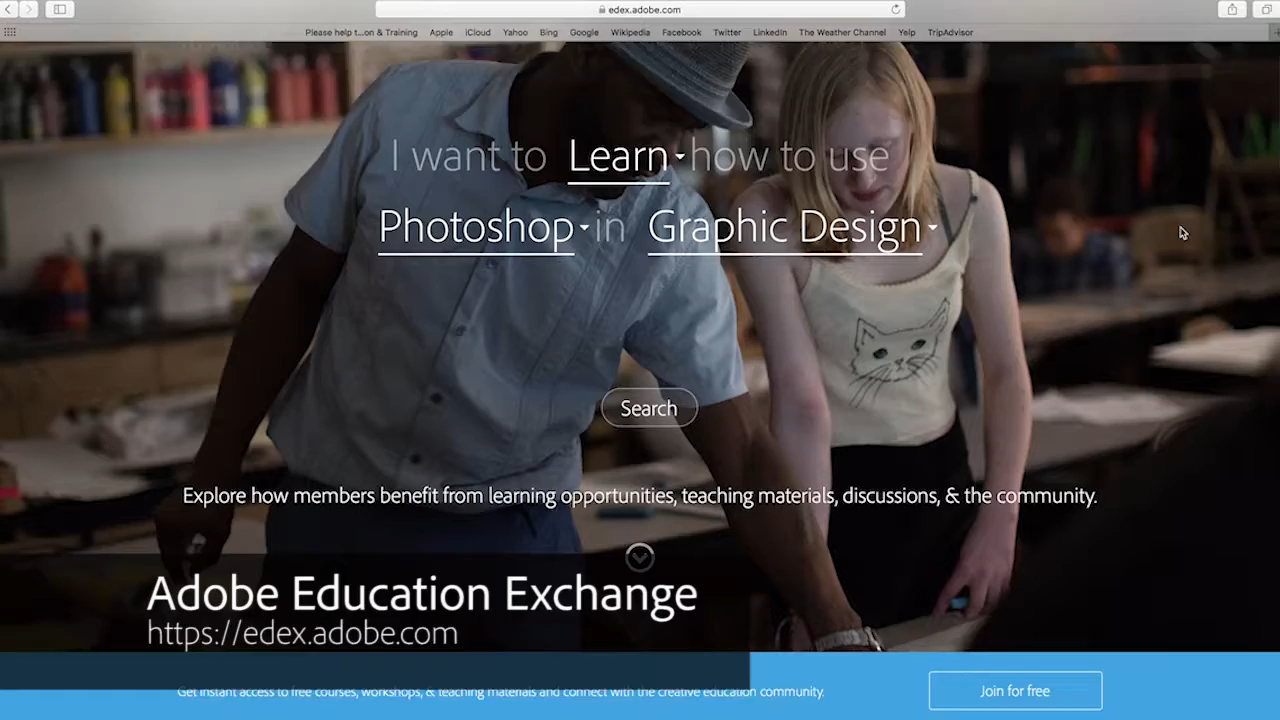 edex.adobe.com
Please help t...on & Training Apple iCloud Yahoo Bing Google Wikipedia Facebook Twitter LinkedIn The Weather Channel Yelp TripAdvisor
I want to Learn how to use
Photoshop in Graphic Design
Search
Explore how members benefit from learning opportunities, teaching materials, discussions, & the community.
Adobe Education Exchange
https://edex.adobe.com
Get instant access to free courses, workshops, & teaching materials and connect with the creative education community.
Join for free